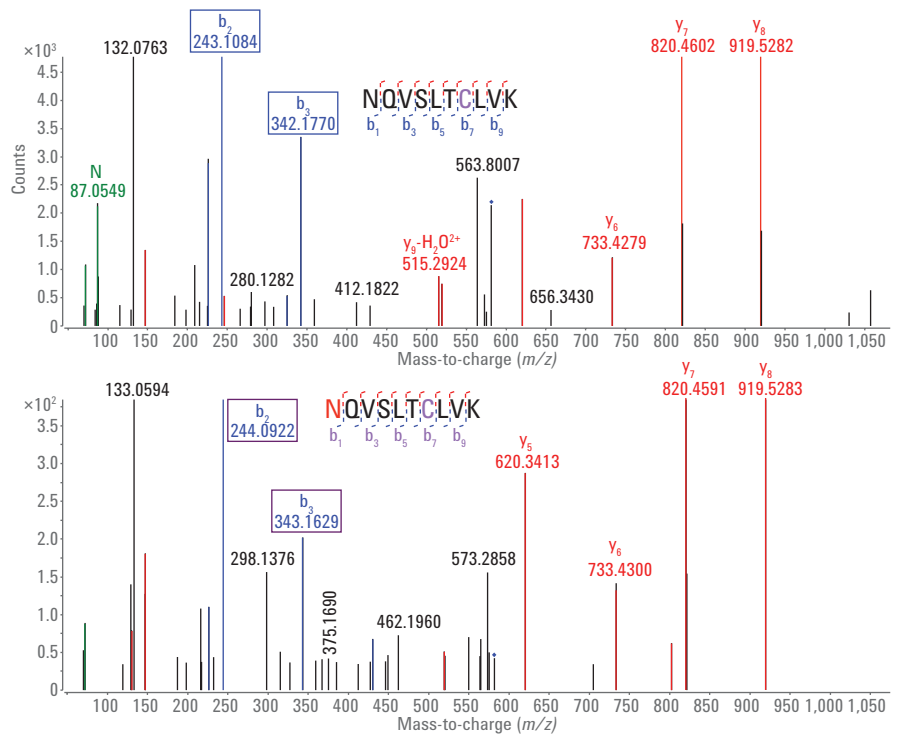 b2
243.1084
132.0763
y7
820.4602
y8
919.5282
×10³
b3
342.1770
NQVSLTCLVK
b1 b3 b5 b7 b9
N
87.0549
563.8007
y9-H2O2+
515.2924
y6
733.4279
280.1282
412.1822
656.3430
4.5
4.0
3.5
3.0
2.5
2.0
1.5
1.0
0.5
0
Counts
100 150 200 250 300 350 400 450 500 550 600 650 700 750 800 850 900 950 1,000 1,050
Mass-to-charge (m/z)
133.0594
×10²
b2
244.0922
NQVSLTCLVK
b1 b3 b5 b7 b9
y7
820.4591
y8
919.5283
y5
620.3413
b3
343.1629
298.1376
375.1690
462.1960
573.2858
y6
733.4300
3.5
3.0
2.5
2.0
1.5
1.0
0.5
0
100 150 200 250 300 350 400 450 500 550 600 650 700 750 800 850 900 950 1,000 1,050
Mass-to-charge (m/z)